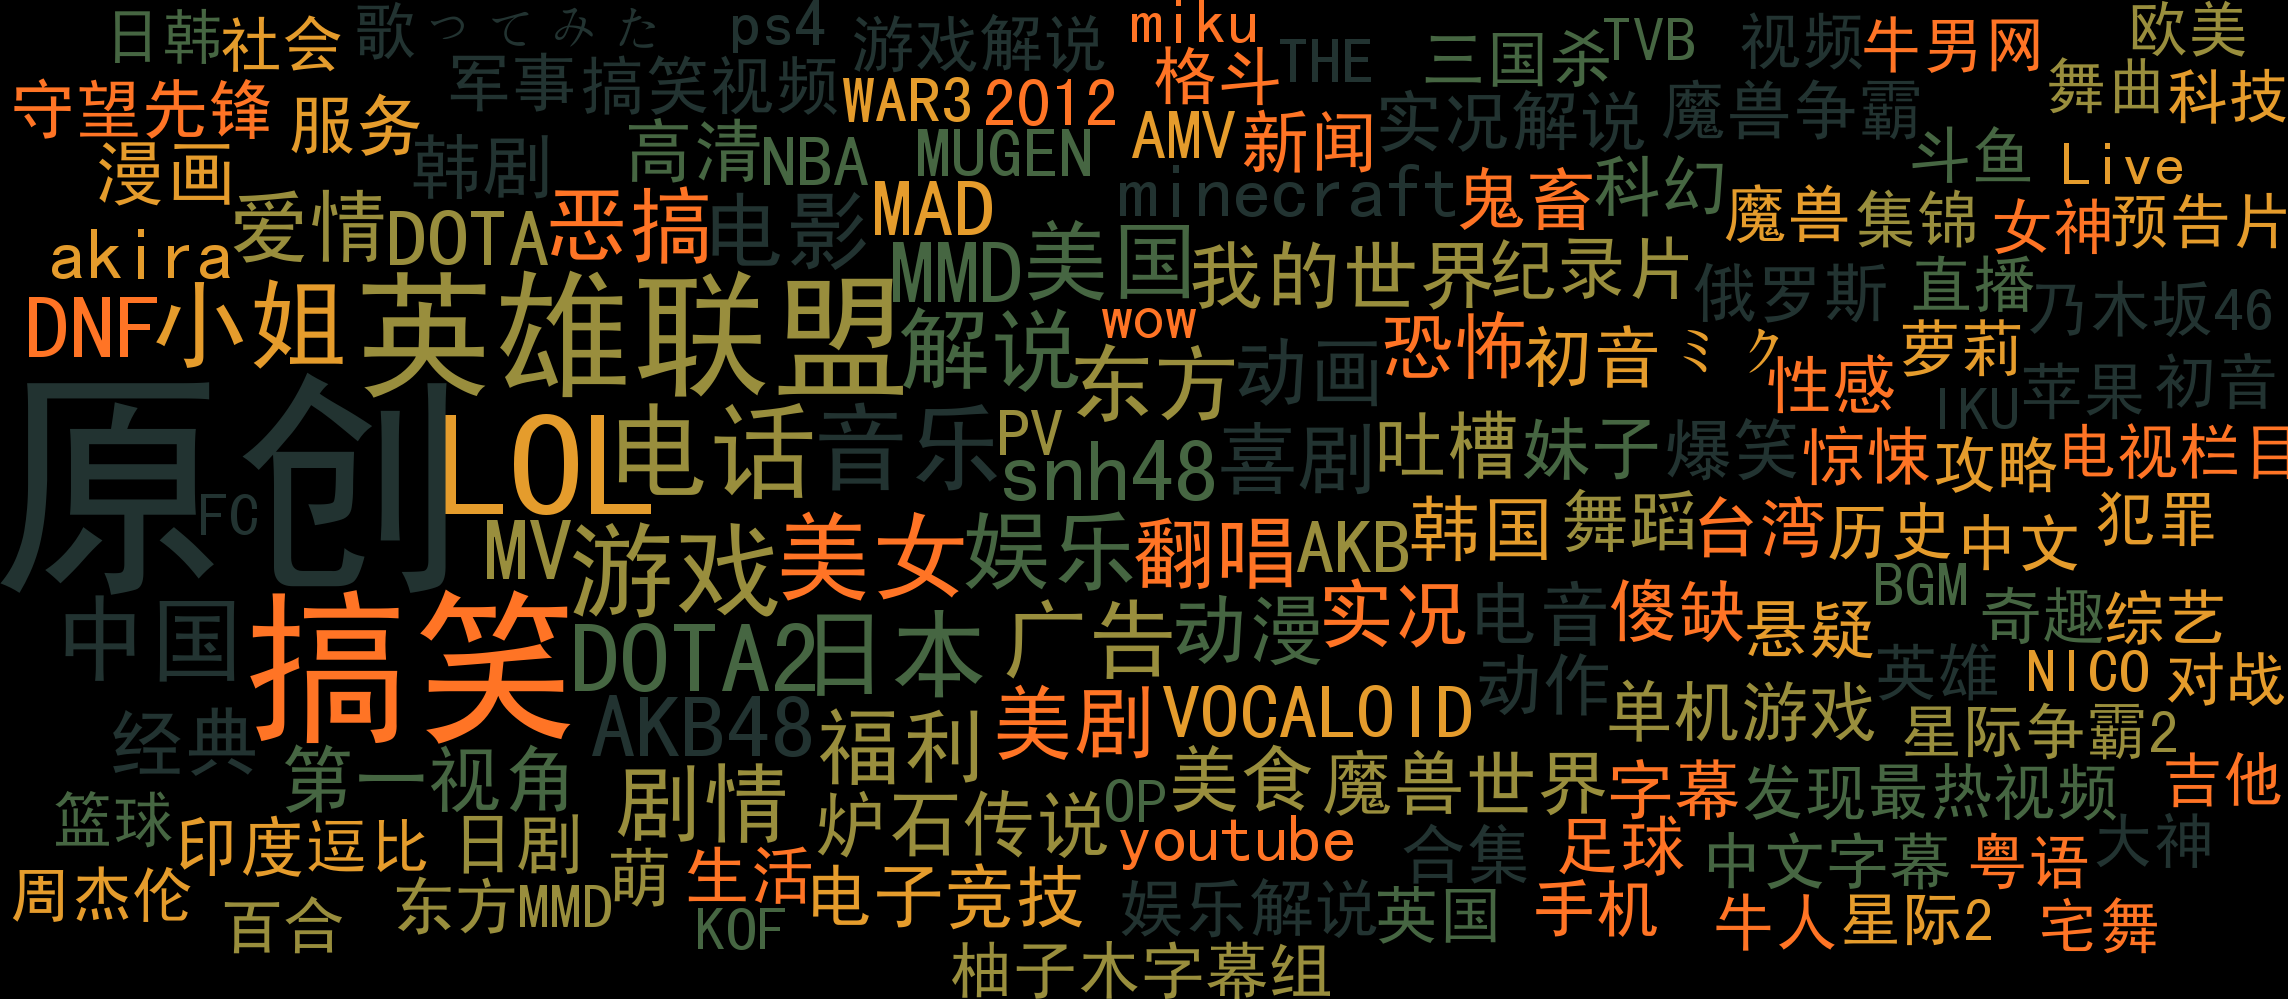 日韩
社会
歌ってみた
ps4
游戏解说
miku
THE
三国杀
TVB
视频
牛男网
欧美
守望先锋
服务
军事
搞笑视频
WAR3
2012
格斗
实况解说
魔兽争霸
舞曲
科技
漫画
韩剧
高清
NBA
MUGEN
AMV
新闻
斗鱼
Live
爱情
DOTA
恶搞
电影
MAD
minecraft
鬼畜
科幻
魔兽
集锦
女神
预告片
akira
MMD
美国
我的世界
纪录片
俄罗斯
直播
乃木坂46
DNF
小姐
英雄联盟
解说
wow
东方
动画
恐怖
初音ミク
性感
萝莉
IKU
苹果
初音
原创
FC
LOL
电话
音乐
PV
snh48
喜剧
吐槽
妹子
爆笑
惊悚
攻略
电视栏目
MV
游戏
美女
娱乐
翻唱
AKB
韩国
舞蹈
台湾
历史
中文
犯罪
中国
搞笑
DOTA2
日本
广告
动漫
实况
电音
傻缺
悬疑
BGM
奇趣
综艺
经典
AKB48
福利
美剧
VOCALOID
动作
单机游戏
英雄
NICO
对战
星际争霸2
第一视角
剧情
炉石传说
OP
美食
魔兽世界
字幕
发现最热视频
吉他
篮球
印度
逗比
日剧
萌
生活
youtube
合集
足球
中文字幕
粤语
大神
周杰伦
百合
东方MMD
KOF
电子竞技
娱乐解说
英国
手机
牛人
星际2
宅舞
柚子木字幕组